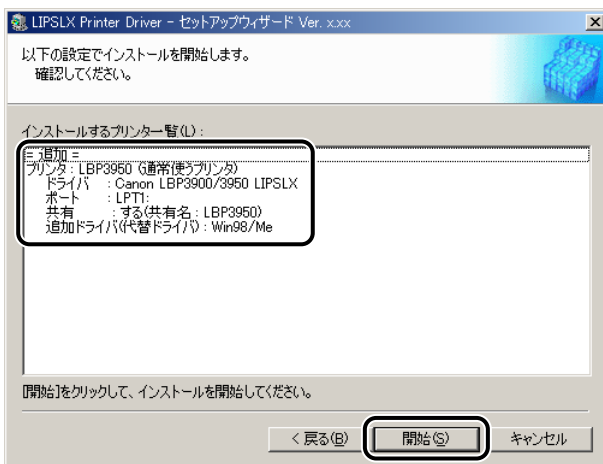 LIPSLX Printer Driver - セットアップウィザード Ver. x.xx
以下の設定でインストールを開始します。
確認してください。
インストールするプリンター覧(L) :
= 追加 =
プリンタ : LBP3950 (通常使うプリンタ)
ドライバ : Canon LBP3900/3950 LIPSLX
ポート : LPT1:
共有 : する(共有名 : LBP3950)
追加ドライバ(代替ドライバ) : Win98/Me
[開始]をクリックして、インストールを開始してください。
< 戻る(B) 開始(S) キャンセル